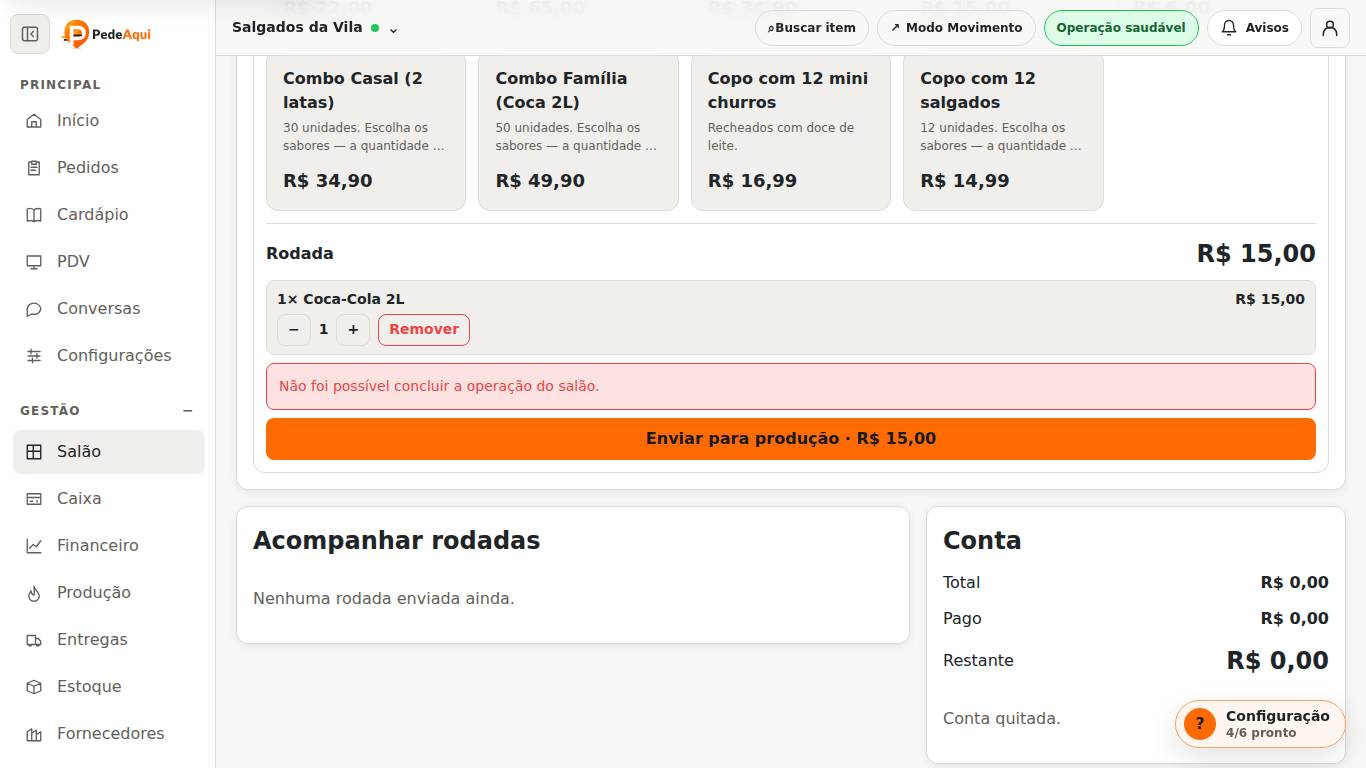 PedeAqui
Salgados da Vila
Buscar item
↗ Modo Movimento
Operação saudável
Avisos
PRINCIPAL
Início
Pedidos
Cardápio
PDV
Conversas
Configurações
GESTÃO −
Salão
Caixa
Financeiro
Produção
Entregas
Estoque
Fornecedores
Combo Casal (2
latas)
30 unidades. Escolha os
sabores — a quantidade ...
R$ 34,90
Combo Família
(Coca 2L)
50 unidades. Escolha os
sabores — a quantidade ...
R$ 49,90
Copo com 12 mini
churros
Recheados com doce de
leite.
R$ 16,99
Copo com 12
salgados
12 unidades. Escolha os
sabores — a quantidade ...
R$ 14,99
Rodada R$ 15,00
1× Coca-Cola 2L R$ 15,00
− 1 + Remover
Não foi possível concluir a operação do salão.
Enviar para produção · R$ 15,00
Acompanhar rodadas
Nenhuma rodada enviada ainda.
Conta
Total R$ 0,00
Pago R$ 0,00
Restante R$ 0,00
Conta quitada.
? Configuração
4/6 pronto